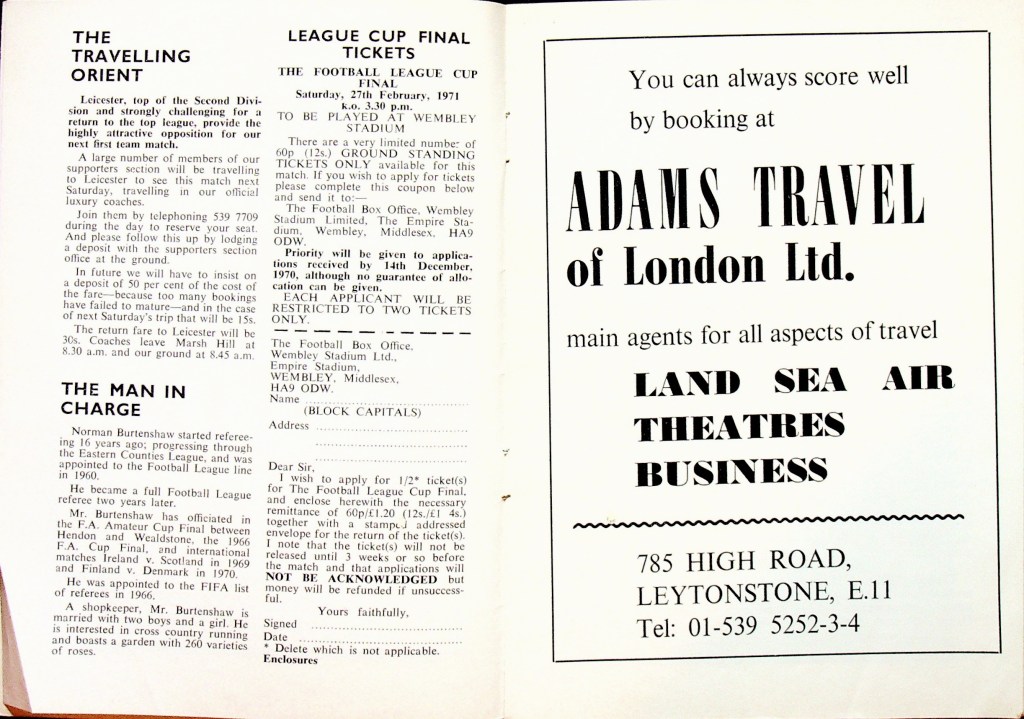 THE
TRAVELLING
ORIENT
Leicester, top of the Second Divi-
sion and strongly challenging for a
return to the top league, provide the
highly attractive opposition for our
next first team match.
A large number of members of our
supporters section will be travelling
to Leicester to see this match next
Saturday, travelling in our official
luxury coaches.
Join them by telephoning 539 7709
during the day to reserve your seat.
And please follow this up by lodging
a deposit with the supporters section
office at the ground.
In future we will have to insist on
a deposit of 50 per cent of the cost of
the fare—because too many bookings
have failed to mature—and in the case
of next Saturday's trip that will be 15s.
The return fare to Leicester will be
30s. Coaches leave Marsh Hill at
8.30 a.m. and our ground at 8.45 a.m.
THE MAN IN
CHARGE
Norman Burtenshaw started referee-
ing 16 years ago; progressing through
the Eastern Counties League, and was
appointed to the Football League line
in 1960.
He became a full Football League
referee two years later.
Mr. Burtenshaw has officiated in
the F.A. Amateur Cup Final between
Hendon and Wealdstone, the 1966
F.A. Cup Final, and international
matches Ireland v. Scotland in 1969
and Finland v. Denmark in 1970.
He was appointed to the FIFA list
of referees in 1966.
A shopkeeper, Mr. Burtenshaw is
married with two boys and a girl. He
is interested in cross country running
and boasts a garden with 260 varieties
of roses.
LEAGUE CUP FINAL
TICKETS
THE FOOTBALL LEAGUE CUP
FINAL
Saturday, 27th February, 1971
k.o. 3.30 p.m.
TO BE PLAYED AT WEMBLEY
STADIUM
There are a very limited number of
60p (12s.) GROUND STANDING
TICKETS ONLY available for this
match. If you wish to apply for tickets
please complete this coupon below
and send it to:—
The Football Box Office, Wembley
Stadium Limited, The Empire Sta-
dium, Wembley, Middlesex, HA9
ODW.
Priority will be given to applica-
tions received by 14th December,
1970, although no guarantee of allo-
cation can be given.
EACH APPLICANT WILL BE
RESTRICTED TO TWO TICKETS
ONLY.
The Football Box Office,
Wembley Stadium Ltd.,
Empire Stadium,
WEMBLEY, Middlesex,
HA9 ODW.
Name
(BLOCK CAPITALS)
Address
Dear Sir,
I wish to apply for 1/2* ticket(s)
for The Football League Cup Final,
and enclose herewith the necessary
remittance of 60p/£1.20 (12s./£1 4s.)
together with a stamped addressed
envelope for the return of the ticket(s).
I note that the ticket(s) will not be
released until 3 weeks or so before
the match and that applications will
NOT BE ACKNOWLEDGED but
money will be refunded if unsuccess-
ful.
Yours faithfully,
Signed
Date
* Delete which is not applicable.
Enclosures
You can always score well
by booking at
ADAMS TRAVEL
of London Ltd.
main agents for all aspects of travel
LAND SEA AIR
THEATRES
BUSINESS
785 HIGH ROAD,
LEYTONSTONE, E.11
Tel: 01-539 5252-3-4